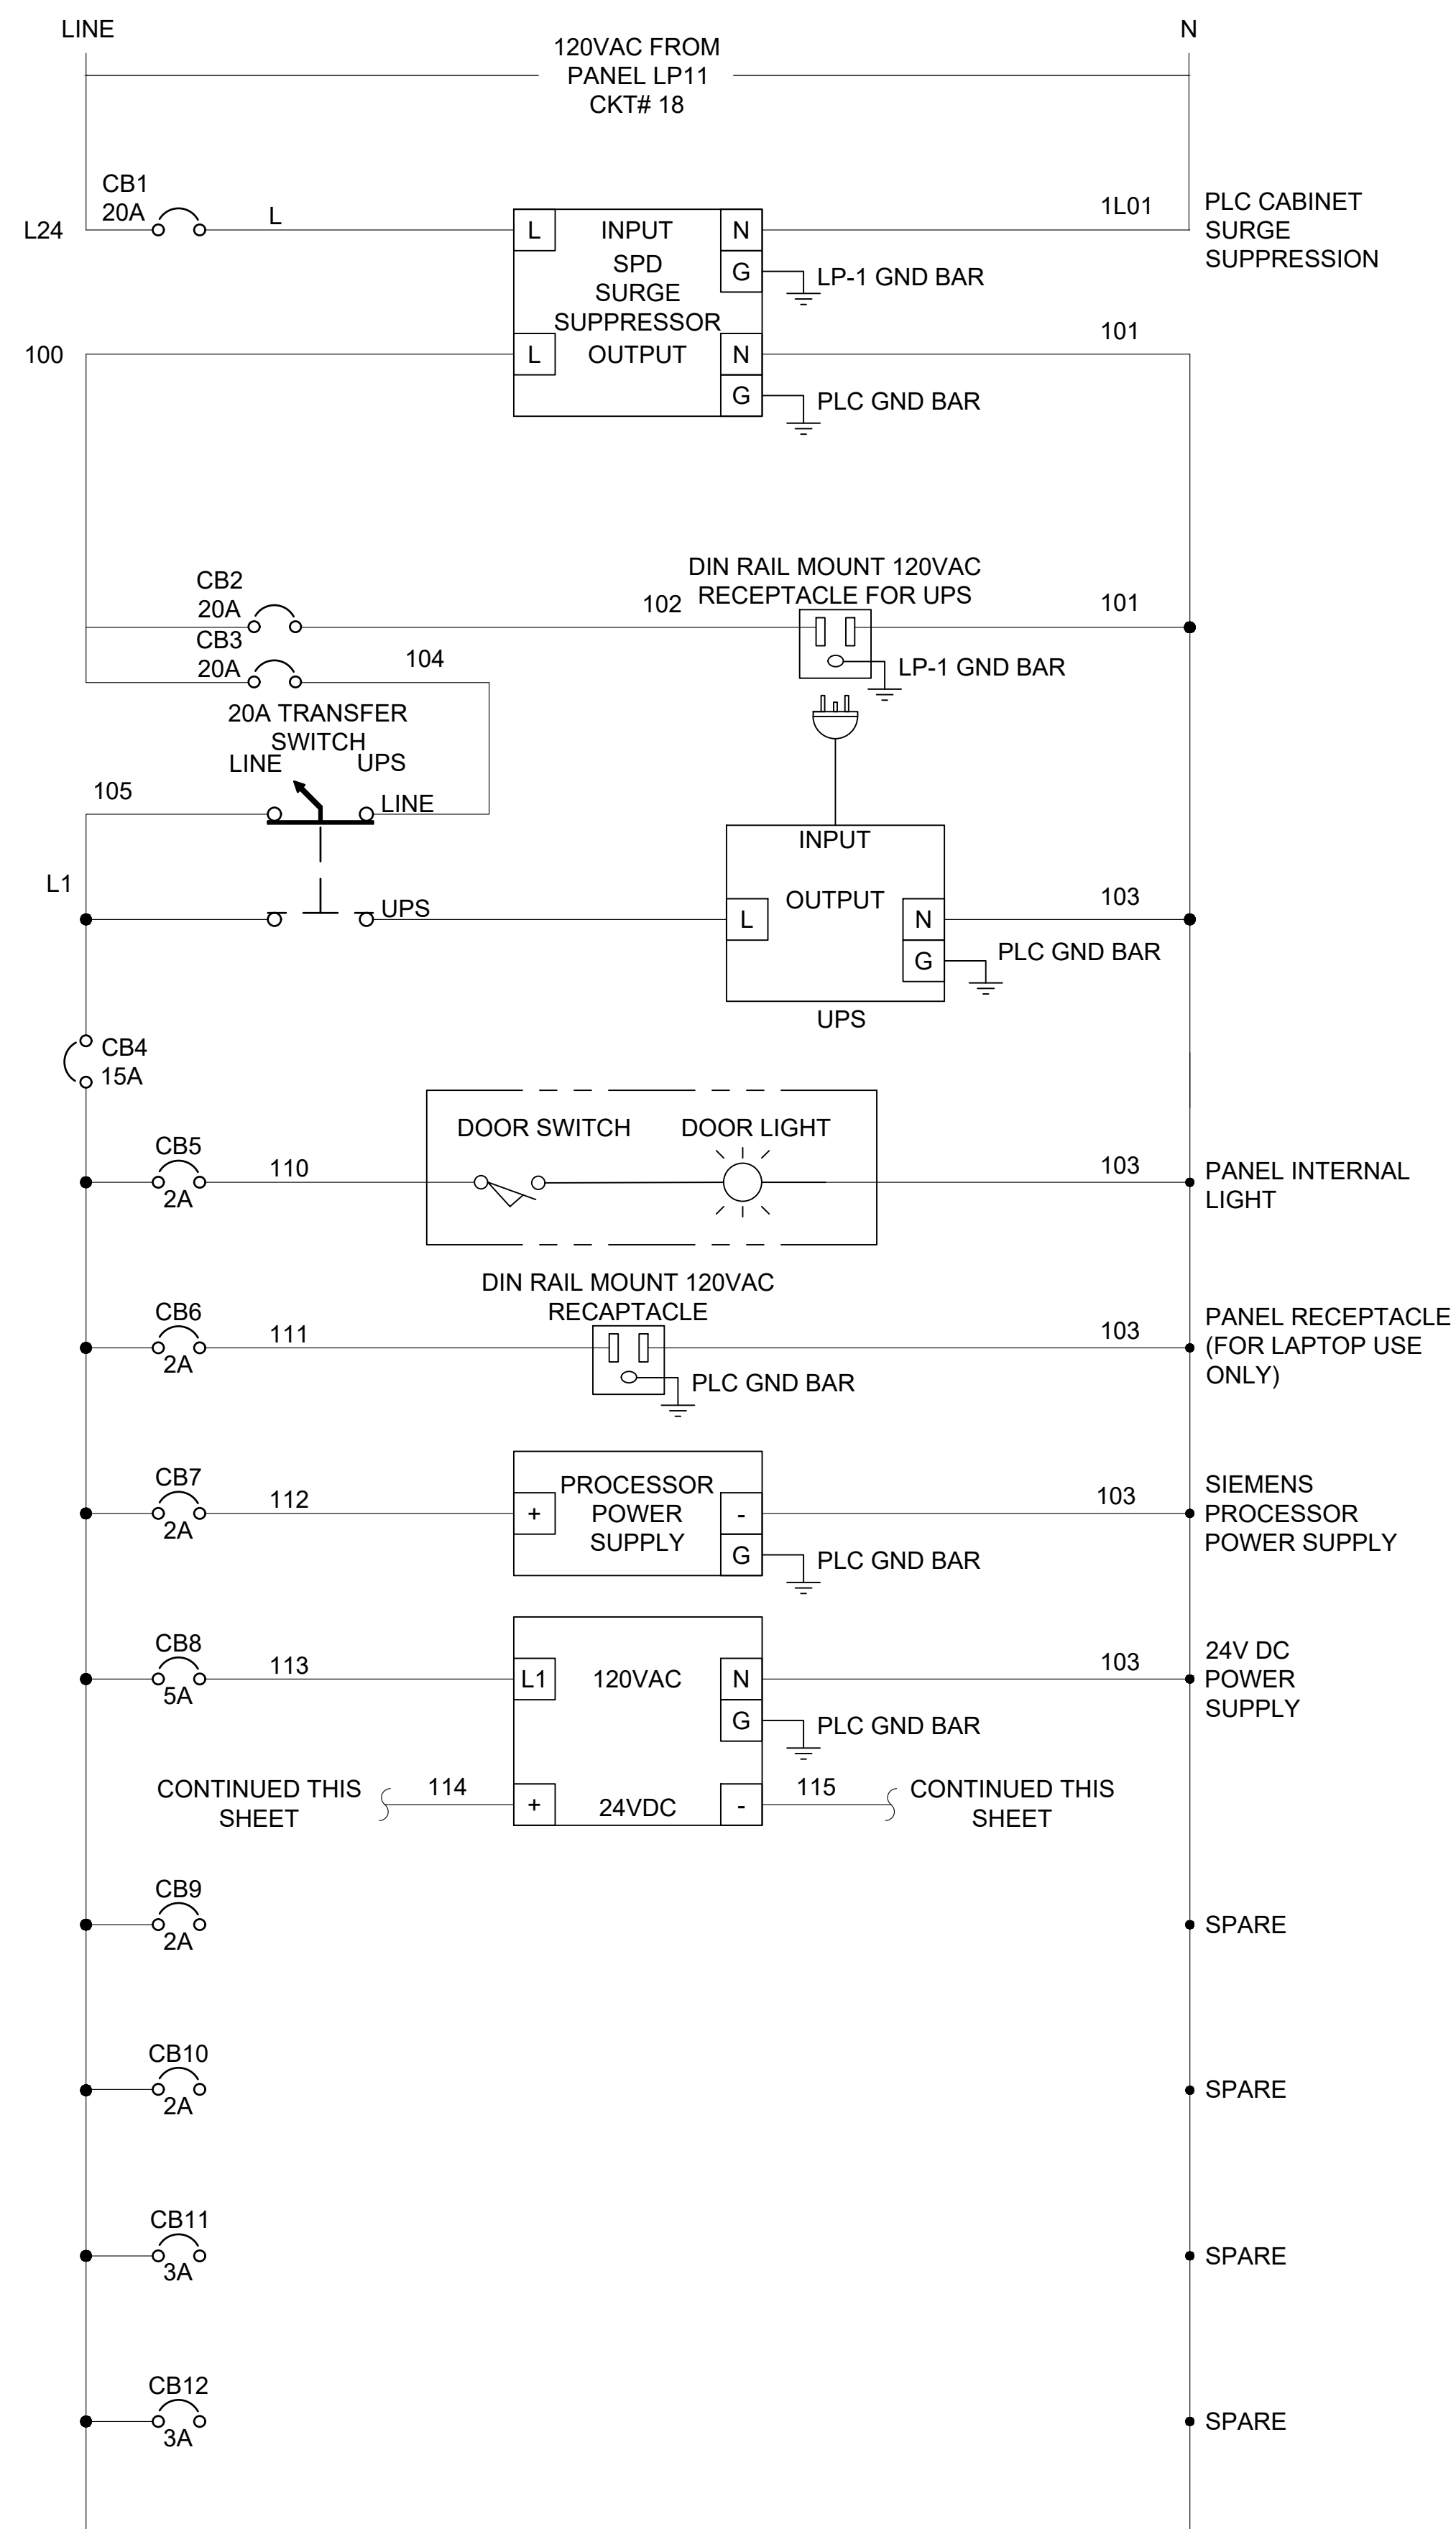 LINE
N
120VAC FROM
PANEL LP11
CKT# 18
CB1
20A
L24
L
L
INPUT
N
1L01
PLC CABINET
SURGE
SUPPRESSION
SPD
SURGE
SUPPRESSOR
G
LP-1 GND BAR
100
L
OUTPUT
N
101
G
PLC GND BAR
DIN RAIL MOUNT 120VAC
RECEPTACLE FOR UPS
CB2
20A
102
101
CB3
20A
104
LP-1 GND BAR
20A TRANSFER
SWITCH
LINE
UPS
105
LINE
INPUT
L1
UPS
L
OUTPUT
N
103
G
PLC GND BAR
UPS
CB4
15A
DOOR SWITCH
DOOR LIGHT
CB5
2A
110
103
PANEL INTERNAL
LIGHT
DIN RAIL MOUNT 120VAC
RECAPTACLE
CB6
2A
111
103
PANEL RECEPTACLE
(FOR LAPTOP USE
ONLY)
PLC GND BAR
CB7
2A
112
+
PROCESSOR
POWER
SUPPLY
-
G
103
SIEMENS
PROCESSOR
POWER SUPPLY
PLC GND BAR
CB8
5A
113
L1
120VAC
N
103
24V DC
POWER
SUPPLY
G
PLC GND BAR
CONTINUED THIS
SHEET
114
+
24VDC
-
115
CONTINUED THIS
SHEET
CB9
2A
SPARE
CB10
2A
SPARE
CB11
3A
SPARE
CB12
3A
SPARE